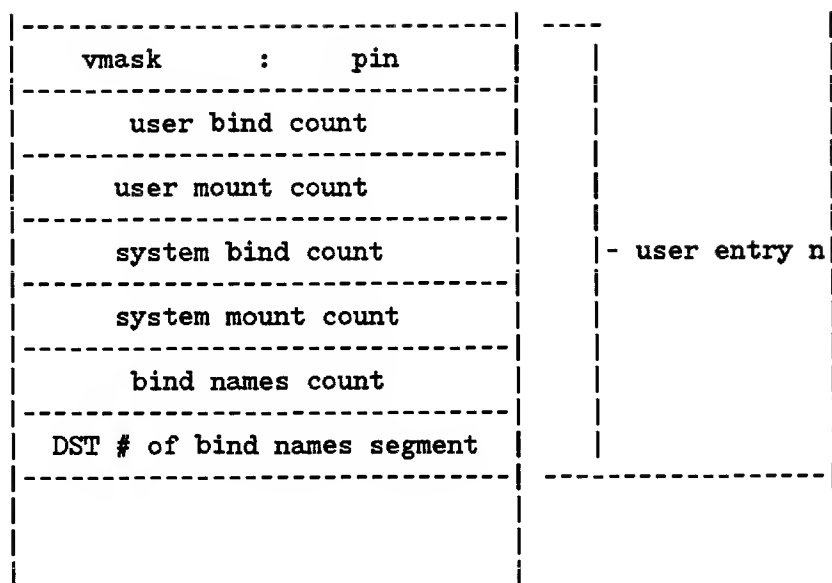 vmask : pin
user bind count
user mount count
system bind count
- user entry n
system mount count
bind names count
DST # of bind names segment